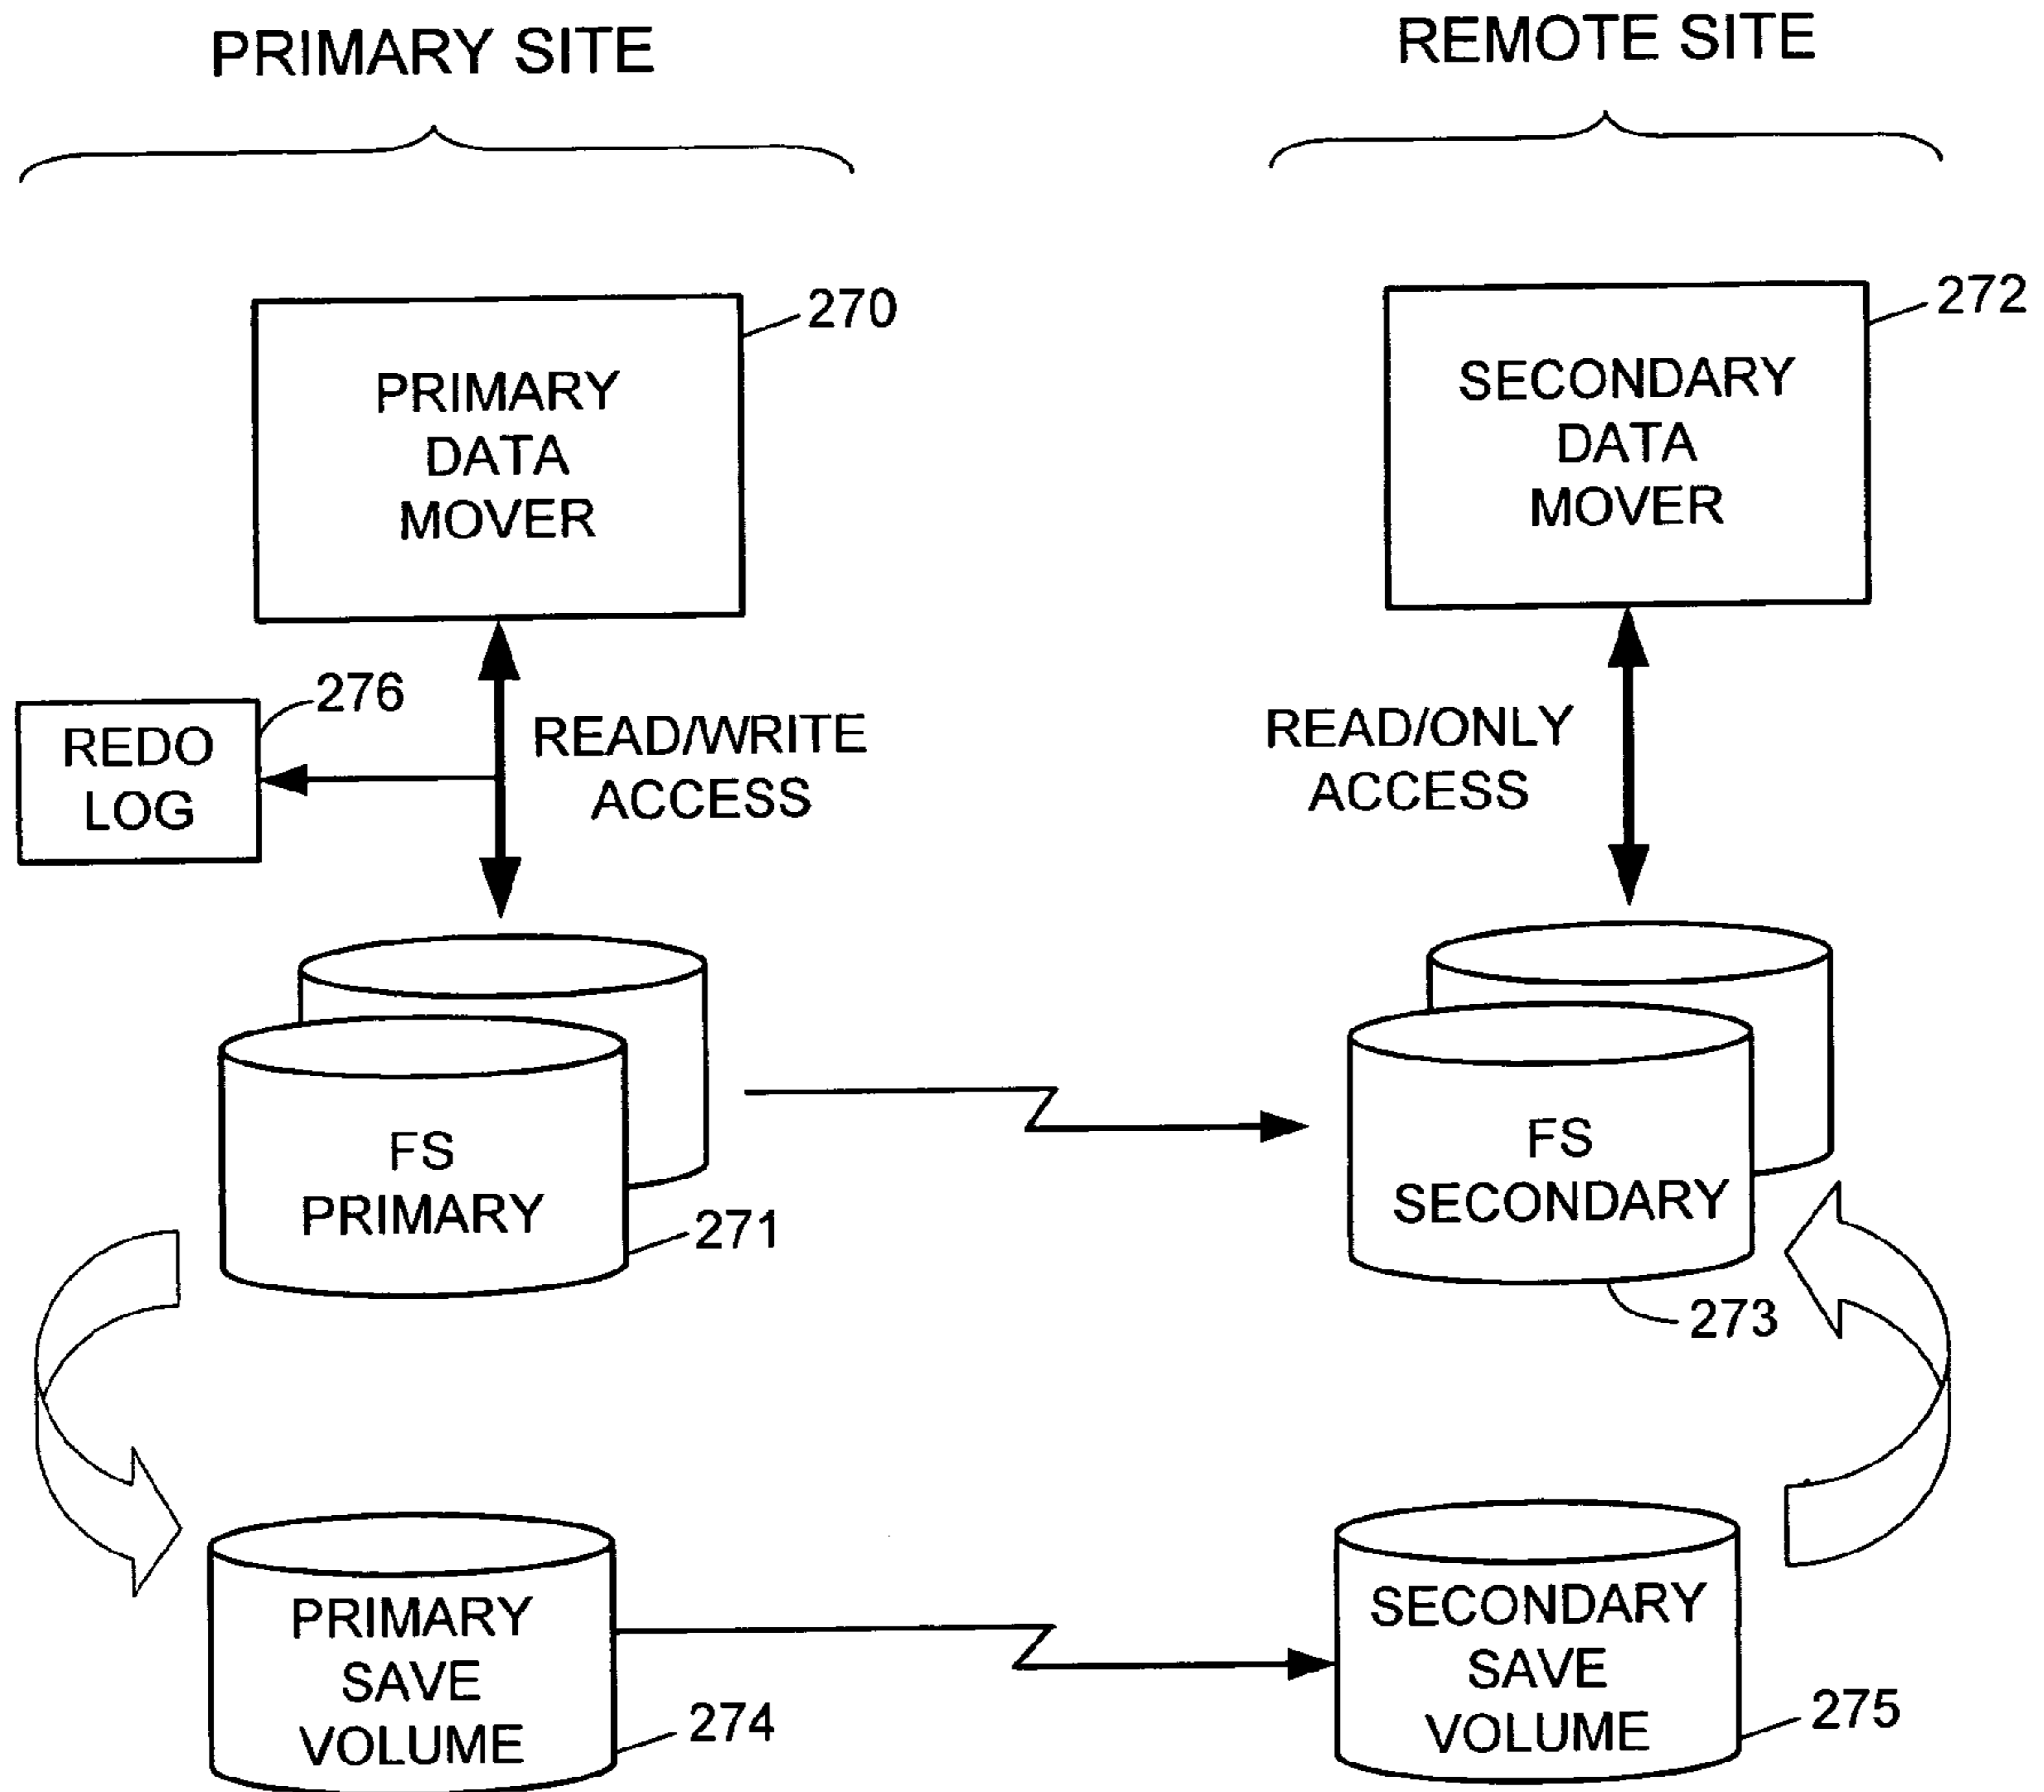 PRIMARY SITE
REMOTE SITE
270
PRIMARY
DATA
MOVER
272
SECONDARY
DATA
MOVER
276
REDO
LOG
READ/WRITE
ACCESS
READ/ONLY
ACCESS
FS
PRIMARY
271
FS
SECONDARY
273
PRIMARY
SAVE
VOLUME
274
SECONDARY
SAVE
VOLUME
275